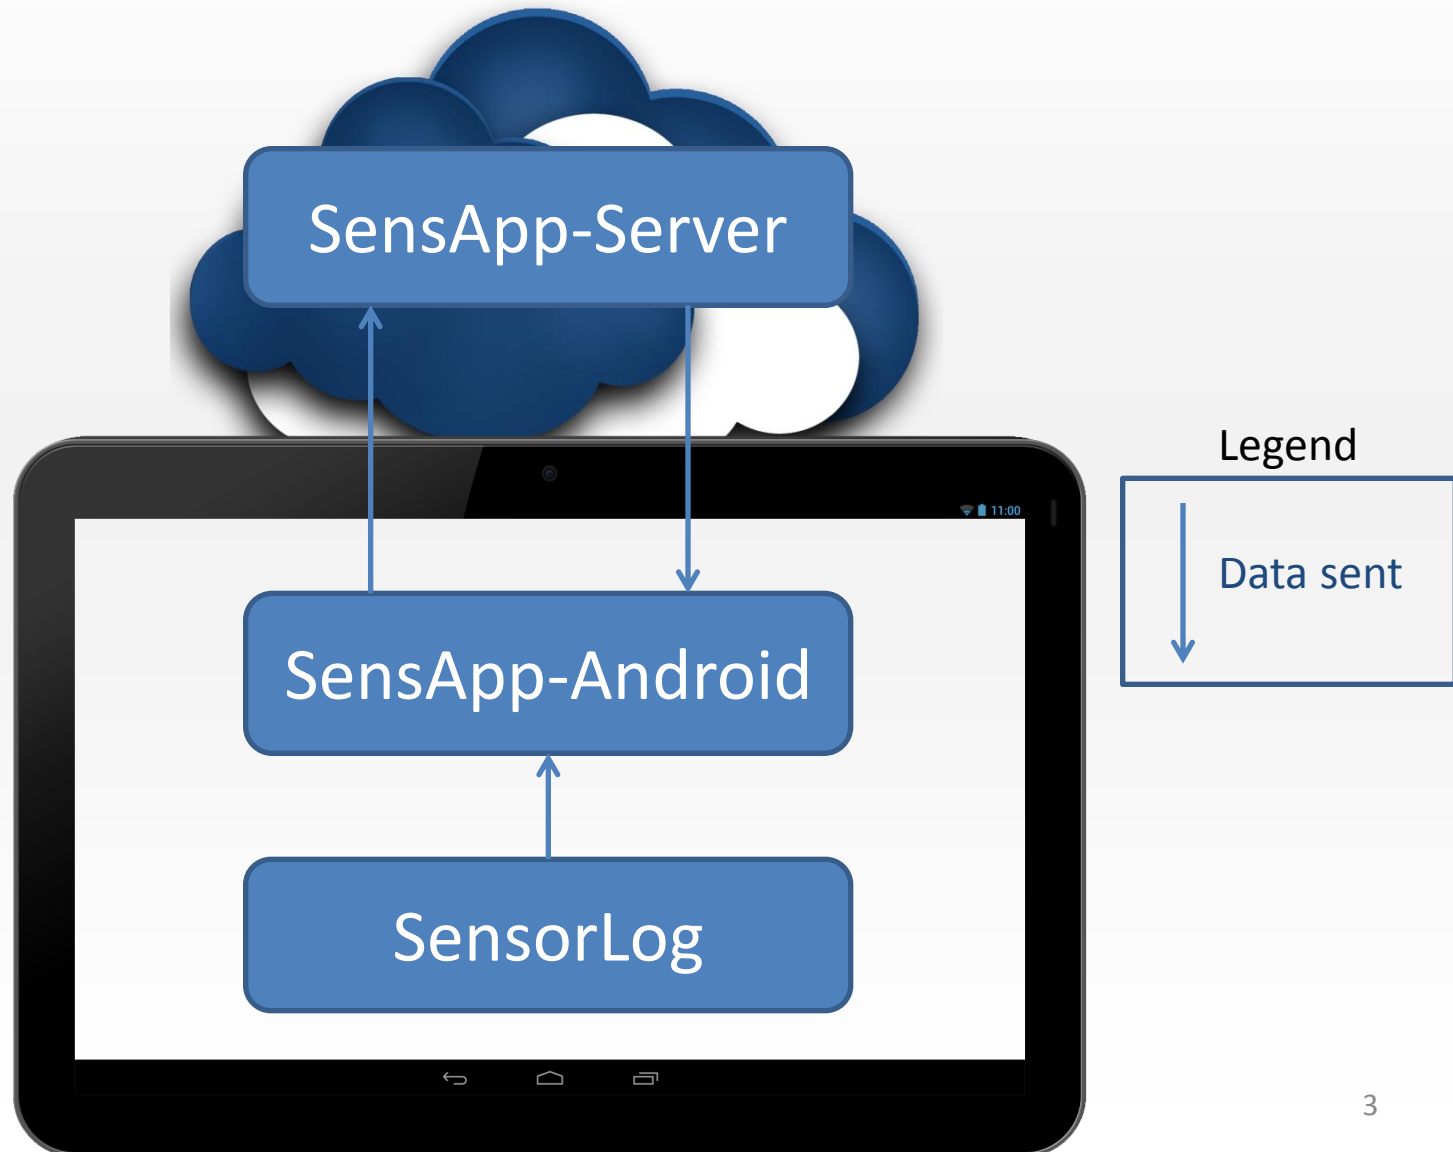 SensApp-Server
Legend
11:00
Data sent
SensApp-Android
SensorLog
3